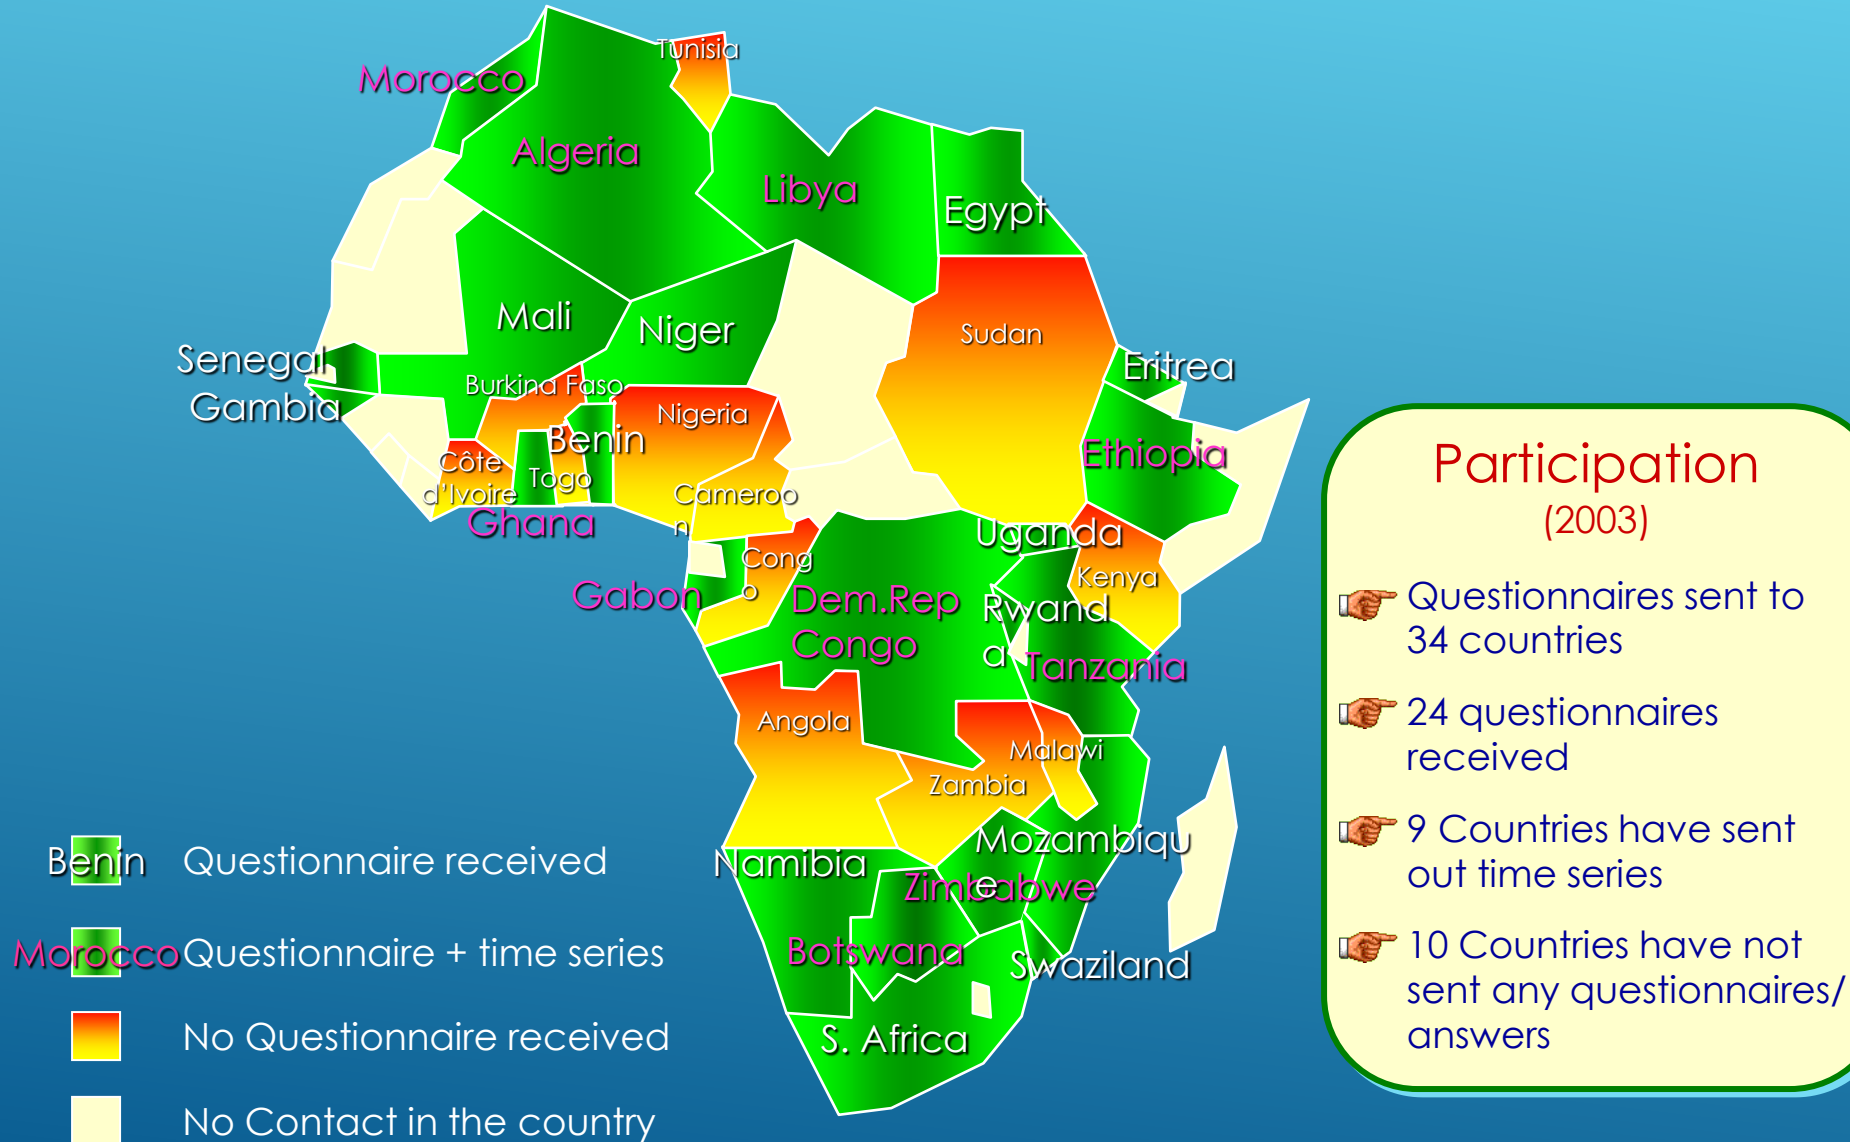 Tunisia
Morocco
Algeria
Libya
Egypt
Mali
Niger
Sudan
Senegal
Eritrea
Burkina Faso
Gambia
Nigeria
Benin
Ethiopia
Côte
d'Ivoire
Togo
Cameroo
n
Ghana
Uganda
Cong
o
Kenya
Gabon
Dem.Rep
Congo
Rwand
a
Tanzania
Angola
Malawi
Zambia
Mozambiqu
e
Namibia
Zimbabwe
Botswana
Swaziland
S. Africa
Benin Questionnaire received
Morocco Questionnaire + time series
No Questionnaire received
No Contact in the country
Participation
(2003)
Questionnaires sent to
34 countries
24 questionnaires
received
9 Countries have sent
out time series
10 Countries have not
sent any questionnaires/
answers